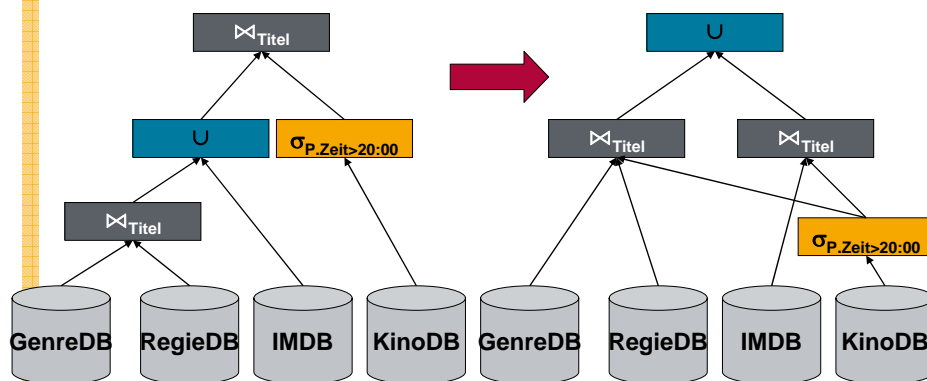 ⋈Titel
∪
∪
σP.Zeit>20:00
⋈Titel
⋈Titel
⋈Titel
σP.Zeit>20:00
GenreDB RegieDB IMDB KinoDB GenreDB RegieDB IMDB KinoDB